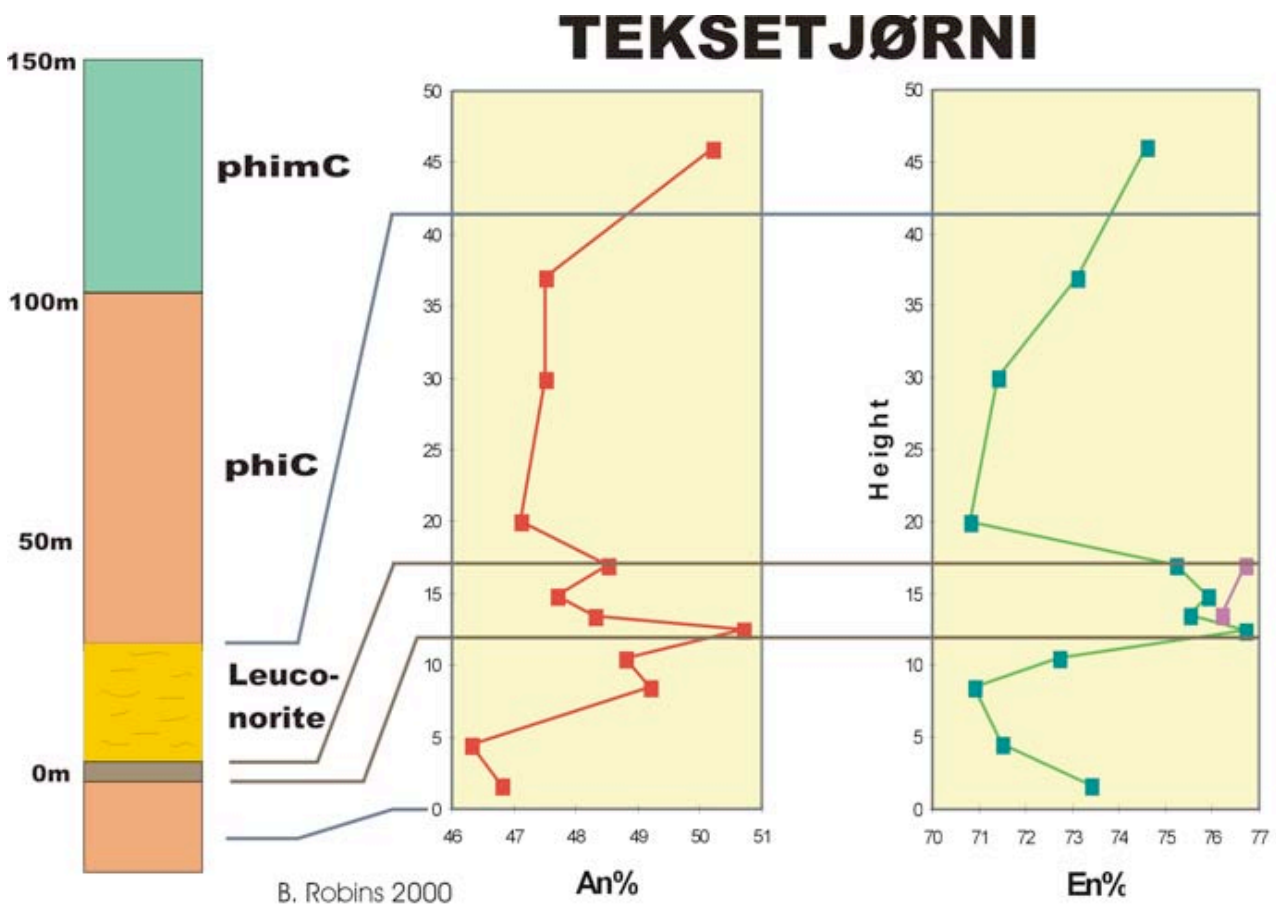 TEKSETJØRNI
150m
100m
50m
0m
phimC
phiC
Leuco-
norite
50
45
40
35
30
25
20
15
10
5
0
46 47 48 49 50 51
An%
Height
50
45
40
35
30
25
20
15
10
5
0
70 71 72 73 74 75 76 77
En%
B. Robins 2000